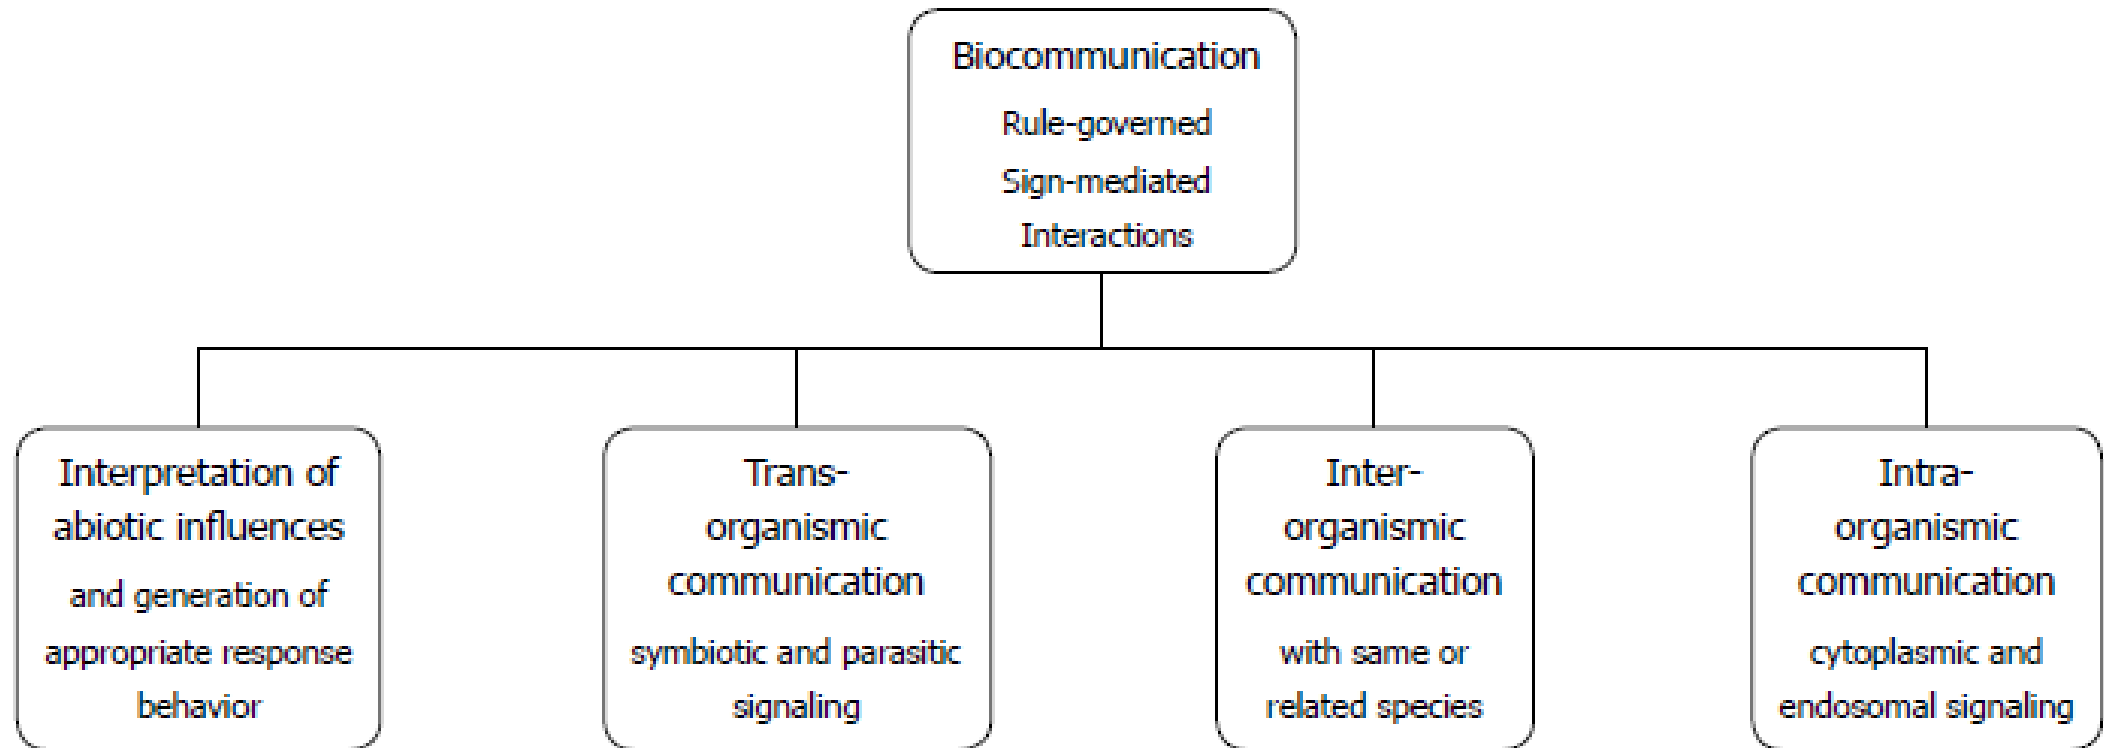 Biocommunication
Rule-governed
Sign-mediated
Interactions
Interpretation of
abiotic influences
and generation of
appropriate response
behavior
Trans-
organismic
communication
symbiotic and parasitic
signaling
Inter-
organismic
communication
with same or
related species
Intra-
organismic
communication
cytoplasmic and
endosomal signaling